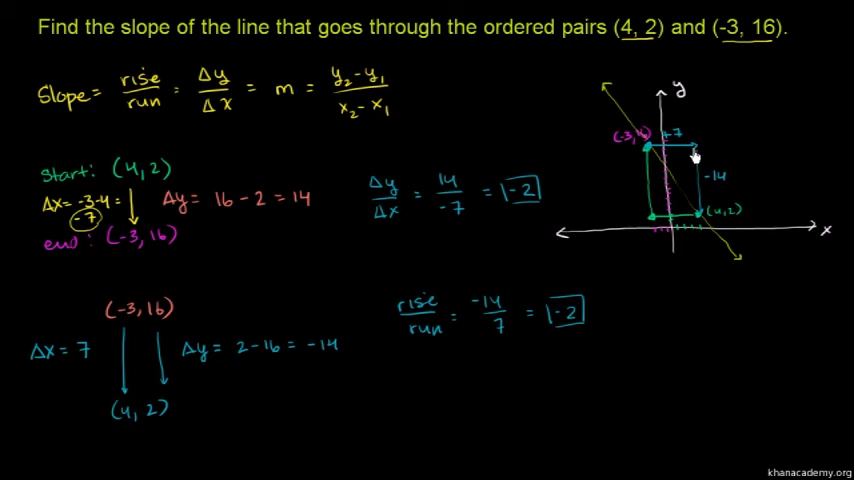 Find the slope of the line that goes through the ordered pairs (4, 2) and (-3, 16).
Slope = rise/run = Δy/Δx = m = y₂-y₁/x₂-x₁
Start: (4, 2)
Δx = -3-4 = -7
Δy = 16 - 2 = 14
end: (-3, 16)
Δy/Δx = 14/-7 = -2
(-3, 16)
Δx = 7
Δy = 2-16 = -14
(4, 2)
rise/run = -14/7 = -2
y
(-3, 16)
+7
-14
(4, 2)
x
khanacademy.org